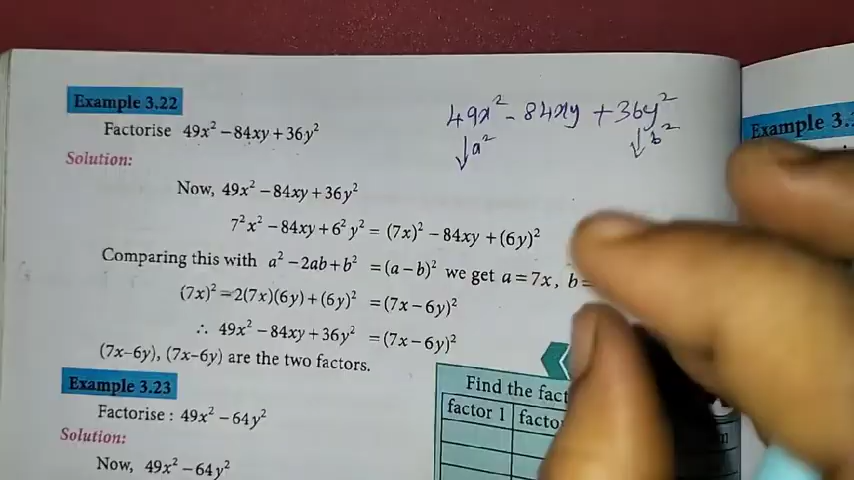 Example 3.22
Factorise 49x² − 84xy + 36y²
Solution:
Now, 49x² − 84xy + 36y²
7²x² − 84xy + 6²y² = (7x)² − 84xy + (6y)²
Comparing this with a² − 2ab + b² = (a − b)² we get a = 7x, b =
(7x)² − 2(7x)(6y) + (6y)² = (7x − 6y)²
∴ 49x² − 84xy + 36y² = (7x − 6y)²
(7x−6y), (7x−6y) are the two factors.
Example 3.23
Factorise : 49x² − 64y²
Solution:
Now, 49x² − 64y²
49x² − 84xy + 36y²
↓a² ↓b²
Find the fact
factor 1 facto
Example 3.